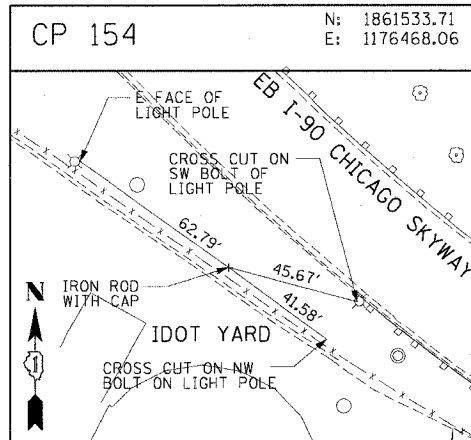 CP 154
N: 1861533.71
E: 1176468.06
E FACE OF
LIGHT POLE
EB I-90 CHICAGO SKYWAY
CROSS CUT ON
SW BOLT OF
LIGHT POLE
62.79'
45.67'
41.58'
IRON ROD
WITH CAP
N
1
IDOT YARD
CROSS CUT ON NW
BOLT ON LIGHT POLE